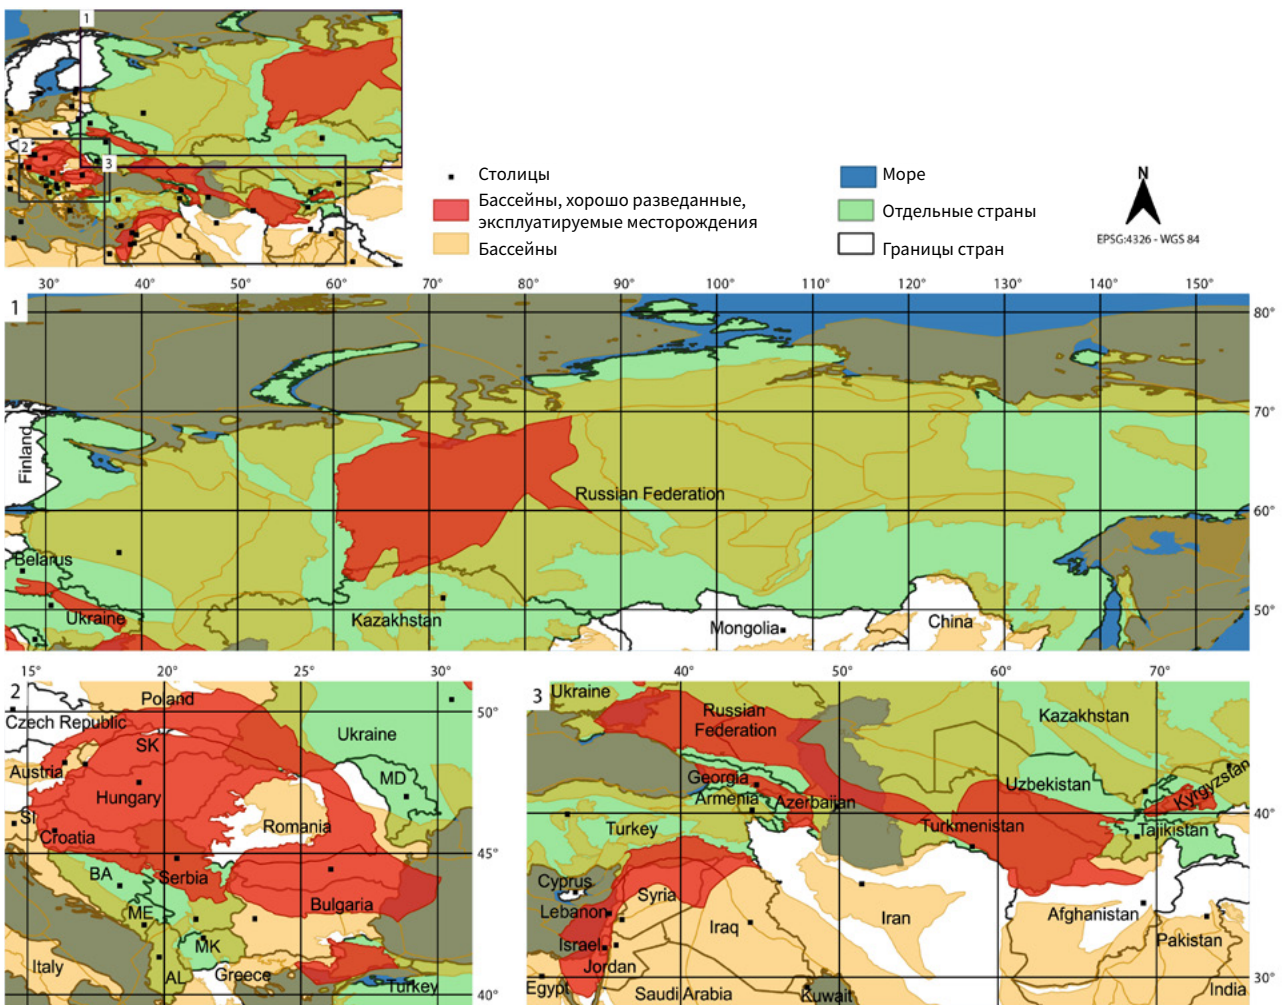 1
2
3
Столицы
Бассейны, хорошо разведанные,
эксплуатируемые месторождения
Бассейны
Море
Отдельные страны
Границы стран
N
EPSG:4326 - WGS 84
30° 40° 50° 60° 70° 80° 90° 100° 110° 120° 130° 140° 150°
1
80°
70°
Finland
Russian Federation
60°
Belarus
Ukraine
Kazakhstan
Mongolia
China
50°
15° 20° 25° 30°
2
Poland
50°
Czech Republic
SK
Ukraine
Austria
MD
Hungary
SI
Croatia
Romania
45°
BA
Serbia
ME
Bulgaria
MK
Italy
AL
Greece
Turkey
40°
40° 50° 60° 70°
3
Ukraine
Russian
Federation
Kazakhstan
Georgia
Uzbekistan
Kyrgyzstan
Armenia
Azerbaijan
40°
Turkey
Turkmenistan
Tajikistan
Cyprus
Syria
Lebanon
Iraq
Iran
Afghanistan
Israel
Pakistan
Jordan
30°
Egypt
Saudi Arabia
Kuwait
India